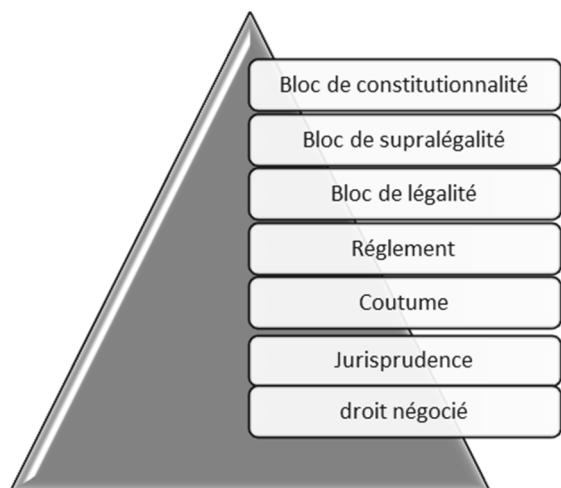 Bloc de constitutionnalité
Bloc de supralégalité
Bloc de légalité
Réglement
Coutume
Jurisprudence
droit négocié